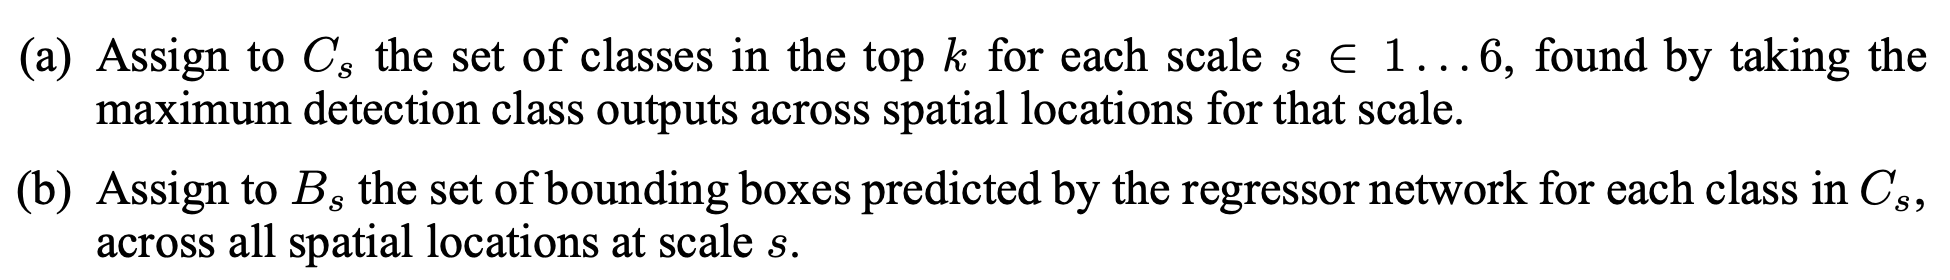 (a) Assign to C_s the set of classes in the top k for each scale s ∈ 1...6, found by taking the
maximum detection class outputs across spatial locations for that scale.
(b) Assign to B_s the set of bounding boxes predicted by the regressor network for each class in C_s,
across all spatial locations at scale s.